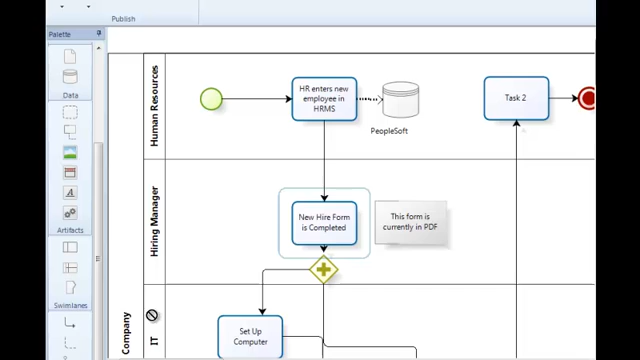 Publish
Palette
Data
Artifacts
Swimlanes
Human Resources
HR enters new
employee in
HRMS
PeopleSoft
Task 2
Hiring Manager
New Hire Form
is Completed
This form is
currently in PDF
Company
IT
Set Up
Computer